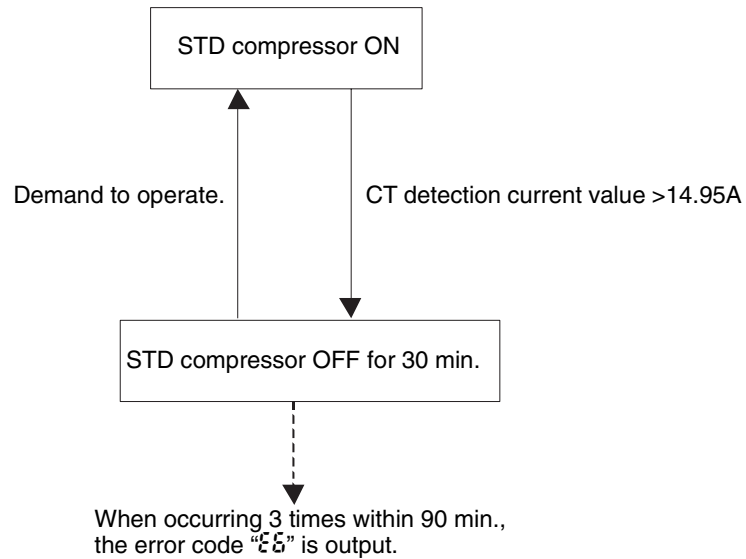 STD compressor ON
Demand to operate.
CT detection current value >14.95A
STD compressor OFF for 30 min.
When occurring 3 times within 90 min.,
the error code “E6” is output.